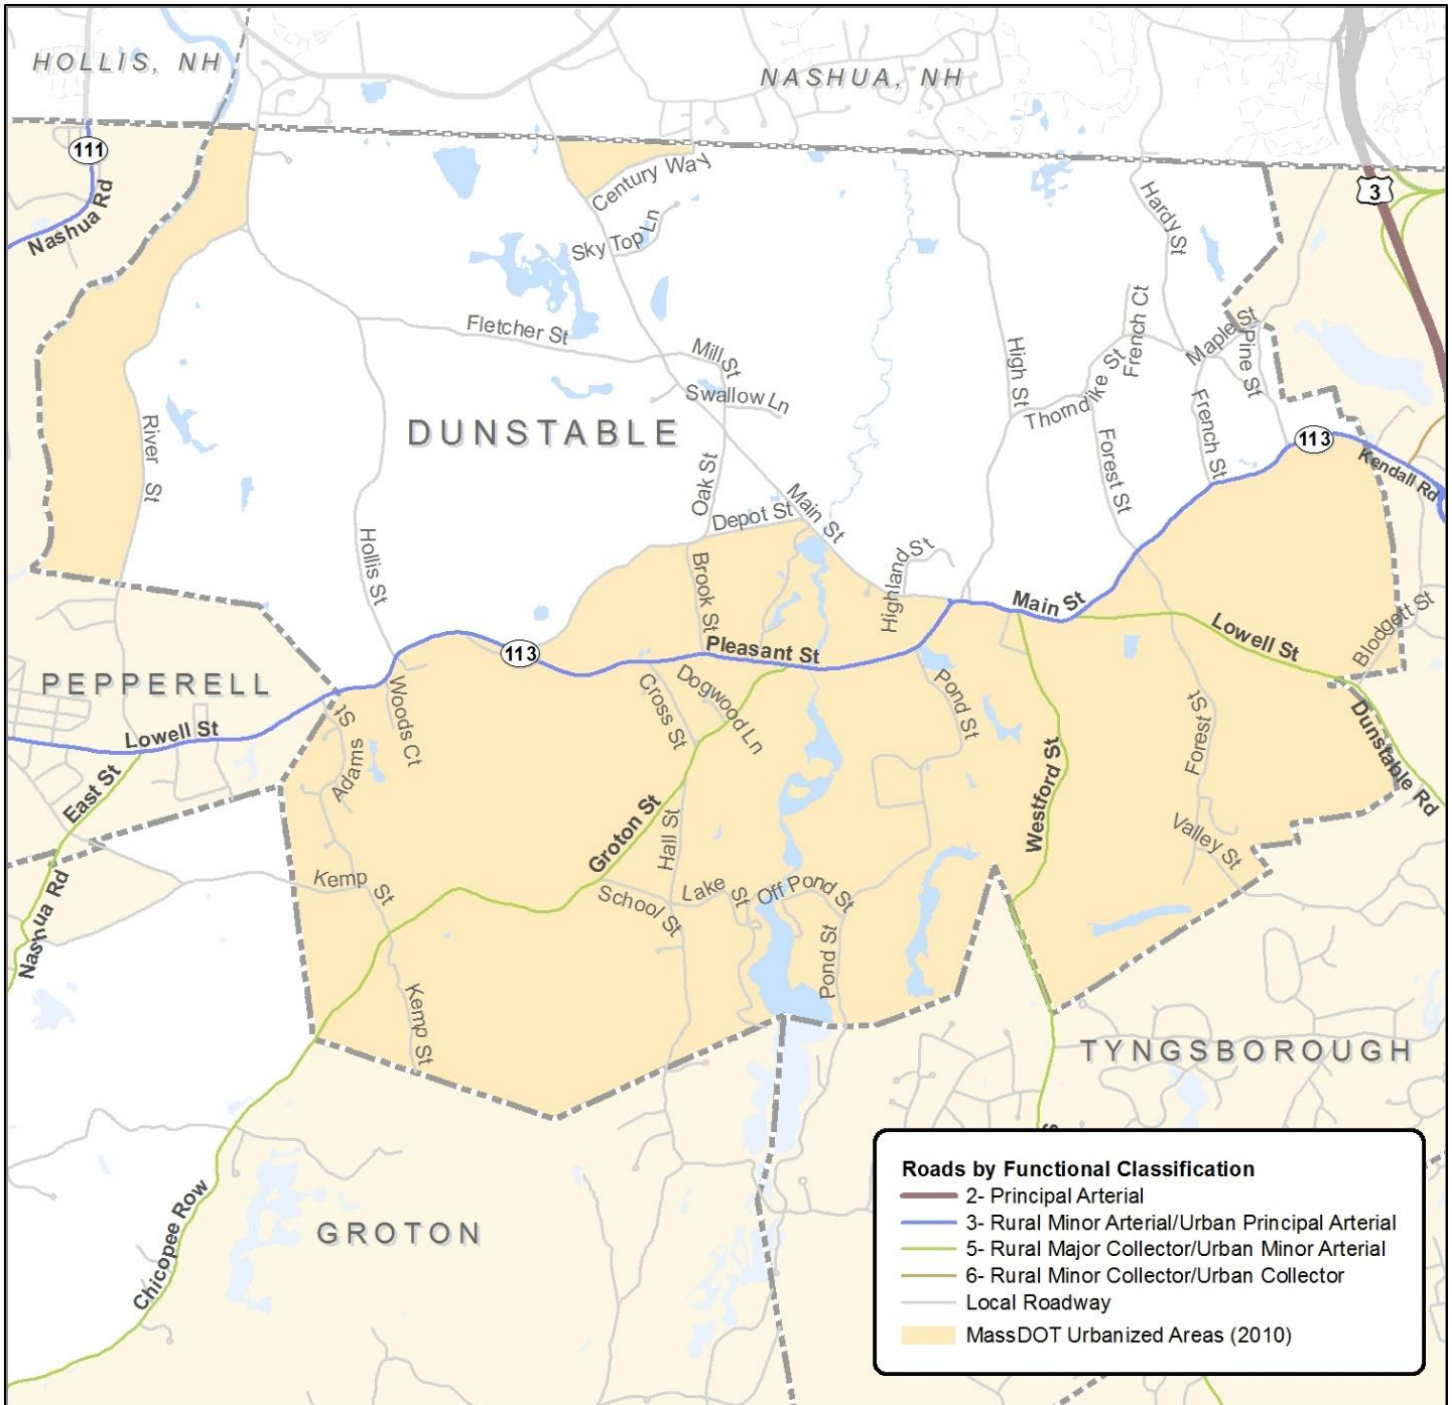 HOLLIS, NH
NASHUA, NH
111
Nashua Rd
Century Way
Sky Top Ln
3
Hardy St
Fletcher St
Mill St
Swallow Ln
High St
Thorndike St
French Ct
Maple St
Pine St
French St
DUNSTABLE
River St
Oak St
Depot St
Main St
Forest St
113
Kendall Rd
Hollis St
Brook St
Highland St
Main St
Lowell St
Blodgett St
113
Pleasant St
PEPPERELL
Lowell St
East St
Adams St
Woods Ct
Cross St
Dogwood Ln
Pond St
Westford St
Forest St
Dunstable Rd
Valley St
Groton St
Hall St
Nashua Rd
Kemp St
School St
Lake St
Off Pond St
Pond St
Kemp St
TYNGSBOROUGH
Chicopee Row
GROTON
Roads by Functional Classification
2- Principal Arterial
3- Rural Minor Arterial/Urban Principal Arterial
5- Rural Major Collector/Urban Minor Arterial
6- Rural Minor Collector/Urban Collector
Local Roadway
MassDOT Urbanized Areas (2010)